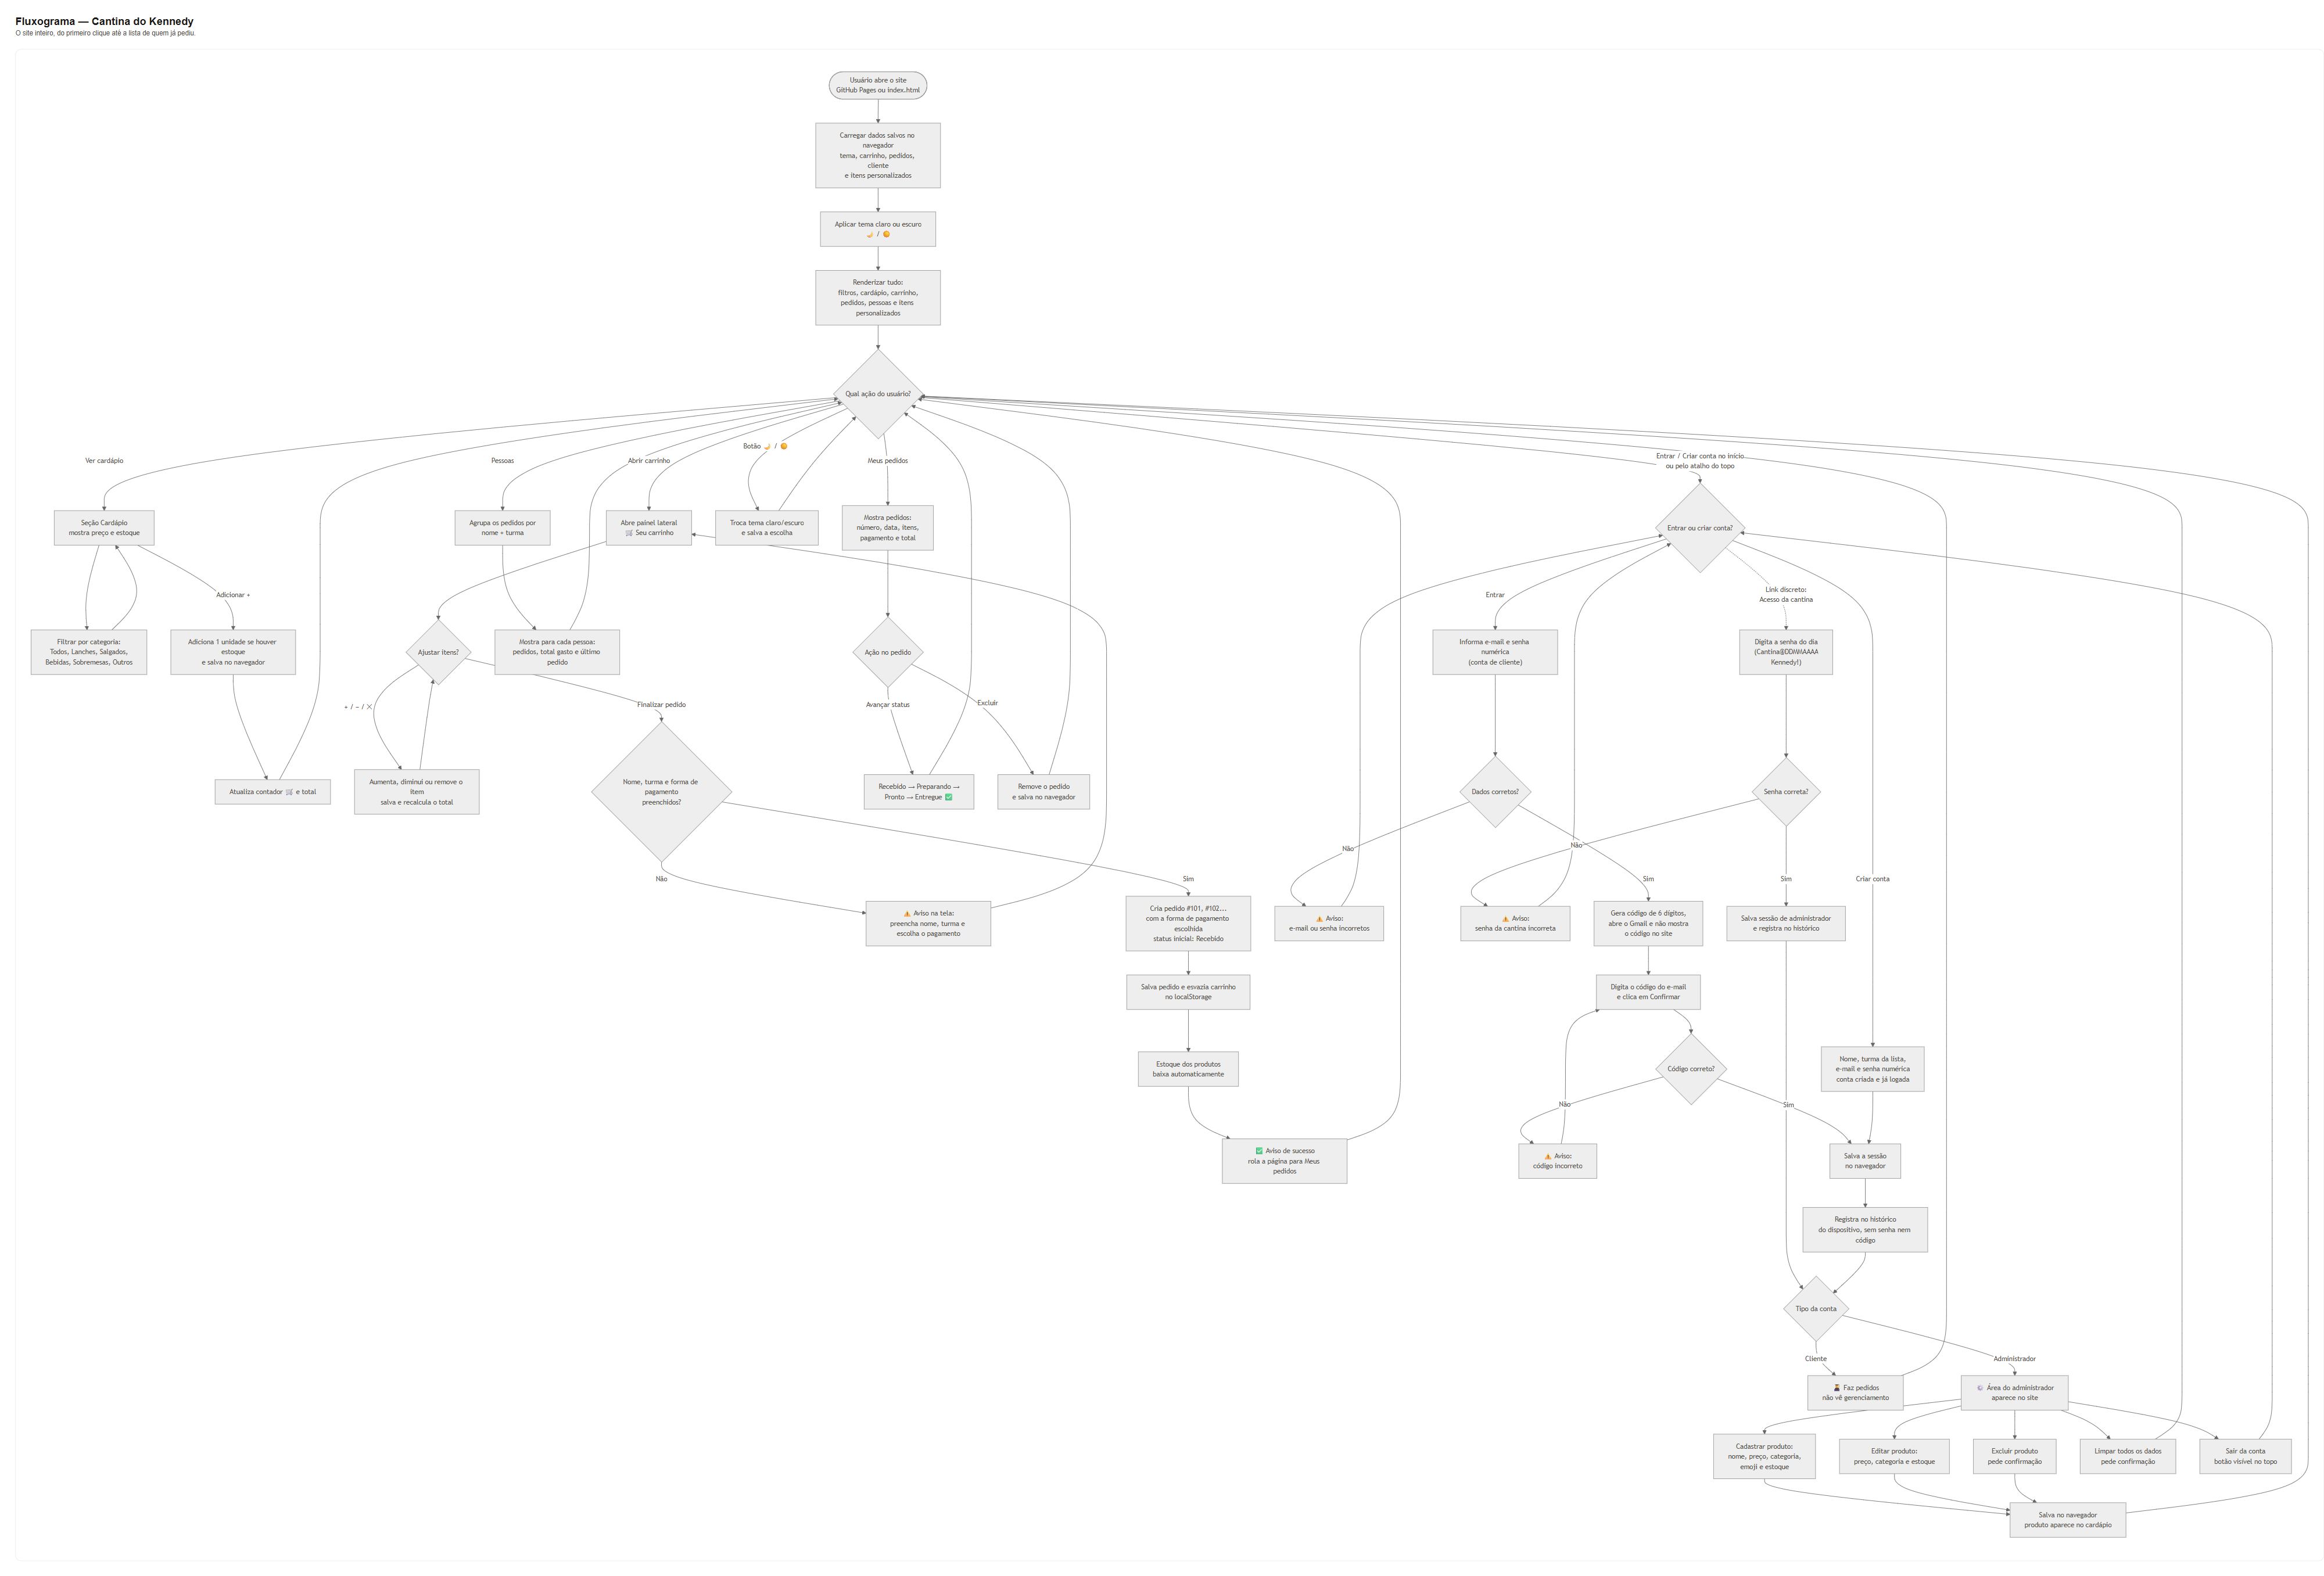 Fluxograma — Cantina do Kennedy
O site inteiro, do primeiro clique até a lista de quem já pediu.
Usuário abre o site
GitHub Pages ou index.html
Carregar dados salvos no
navegador
tema, carrinho, pedidos,
cliente
e itens personalizados
Aplicar tema claro ou escuro
🌙 / 🌞
Renderizar tudo:
filtros, cardápio, carrinho,
pedidos, pessoas e itens
personalizados
Qual ação do usuário?
Botão 🌙 / 🌞
Ver cardápio
Pessoas
Abrir carrinho
Meus pedidos
Entrar / Criar conta no início
ou pelo atalho do topo
Seção Cardápio
mostra preço e estoque
Agrupa os pedidos por
nome + turma
Abre painel lateral
🛒 Seu carrinho
Troca tema claro/escuro
e salva a escolha
Mostra pedidos:
número, data, itens,
pagamento e total
Entrar ou criar conta?
Adicionar +
Entrar
Link discreto:
Acesso da cantina
Filtrar por categoria:
Todos, Lanches, Salgados,
Bebidas, Sobremesas, Outros
Adiciona 1 unidade se houver
estoque
e salva no navegador
Ajustar itens?
Mostra para cada pessoa:
pedidos, total gasto e último
pedido
Ação no pedido
Informa e-mail e senha
numérica
(conta de cliente)
Digita a senha do dia
(Cantina@DDMMAAAA
Kennedy!)
+ / − / ✕
Finalizar pedido
Avançar status
Excluir
Atualiza contador 🛒 e total
Aumenta, diminui ou remove o
item
salva e recalcula o total
Nome, turma e forma de
pagamento
preenchidos?
Recebido → Preparando →
Pronto → Entregue ✅
Remove o pedido
e salva no navegador
Dados corretos?
Senha correta?
Não
Não
Não
Sim
Sim
Sim
Criar conta
⚠️ Aviso na tela:
preencha nome, turma e
escolha o pagamento
Cria pedido #101, #102...
com a forma de pagamento
escolhida
status inicial: Recebido
⚠️ Aviso:
e-mail ou senha incorretos
⚠️ Aviso:
senha da cantina incorreta
Gera código de 6 dígitos,
abre o Gmail e não mostra
o código no site
Salva sessão de administrador
e registra no histórico
Salva pedido e esvazia carrinho
no localStorage
Digita o código do e-mail
e clica em Confirmar
Estoque dos produtos
baixa automaticamente
Código correto?
Nome, turma da lista,
e-mail e senha numérica
conta criada e já logada
Não
Sim
✅ Aviso de sucesso
rola a página para Meus
pedidos
⚠️ Aviso:
código incorreto
Salva a sessão
no navegador
Registra no histórico
do dispositivo, sem senha nem
código
Tipo da conta
Cliente
Administrador
Faz pedidos
não vê gerenciamento
⚙️ Área do administrador
aparece no site
Cadastrar produto:
nome, preço, categoria,
emoji e estoque
Editar produto:
preço, categoria e estoque
Excluir produto
pede confirmação
Limpar todos os dados
pede confirmação
Sair da conta
botão visível no topo
Salva no navegador
produto aparece no cardápio